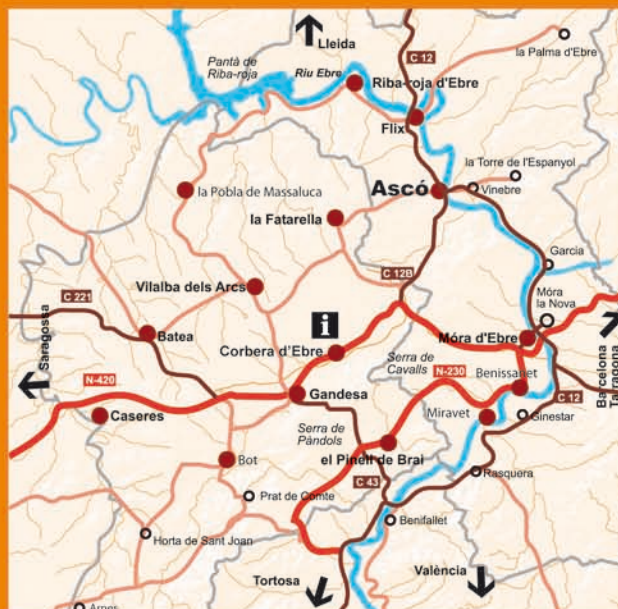 Lleida
C 12
la Palma d'Ebre
Pantà de
Riba-roja
Riu Ebre
Riba-roja d'Ebre
Flix
la Torre de l'Espanyol
la Pobla de Massaluca
Ascó
Vinebre
la Fatarella
Garcia
C 12B
Vilalba dels Arcs
Móra
la Nova
C 221
Saragossa
Batea
i
Corbera d'Ebre
Móra d'Ebre
Serra de
Cavalls
Benissanet
Barcelona
Tarragona
N-420
N-230
Gandesa
C 12
Caseres
Miravet
Ginestar
Serra de
Pàndols
el Pinell de Brai
Bot
Rasquera
C 43
Prat de Comte
Benifallet
Horta de Sant Joan
València
Tortosa
Arnes